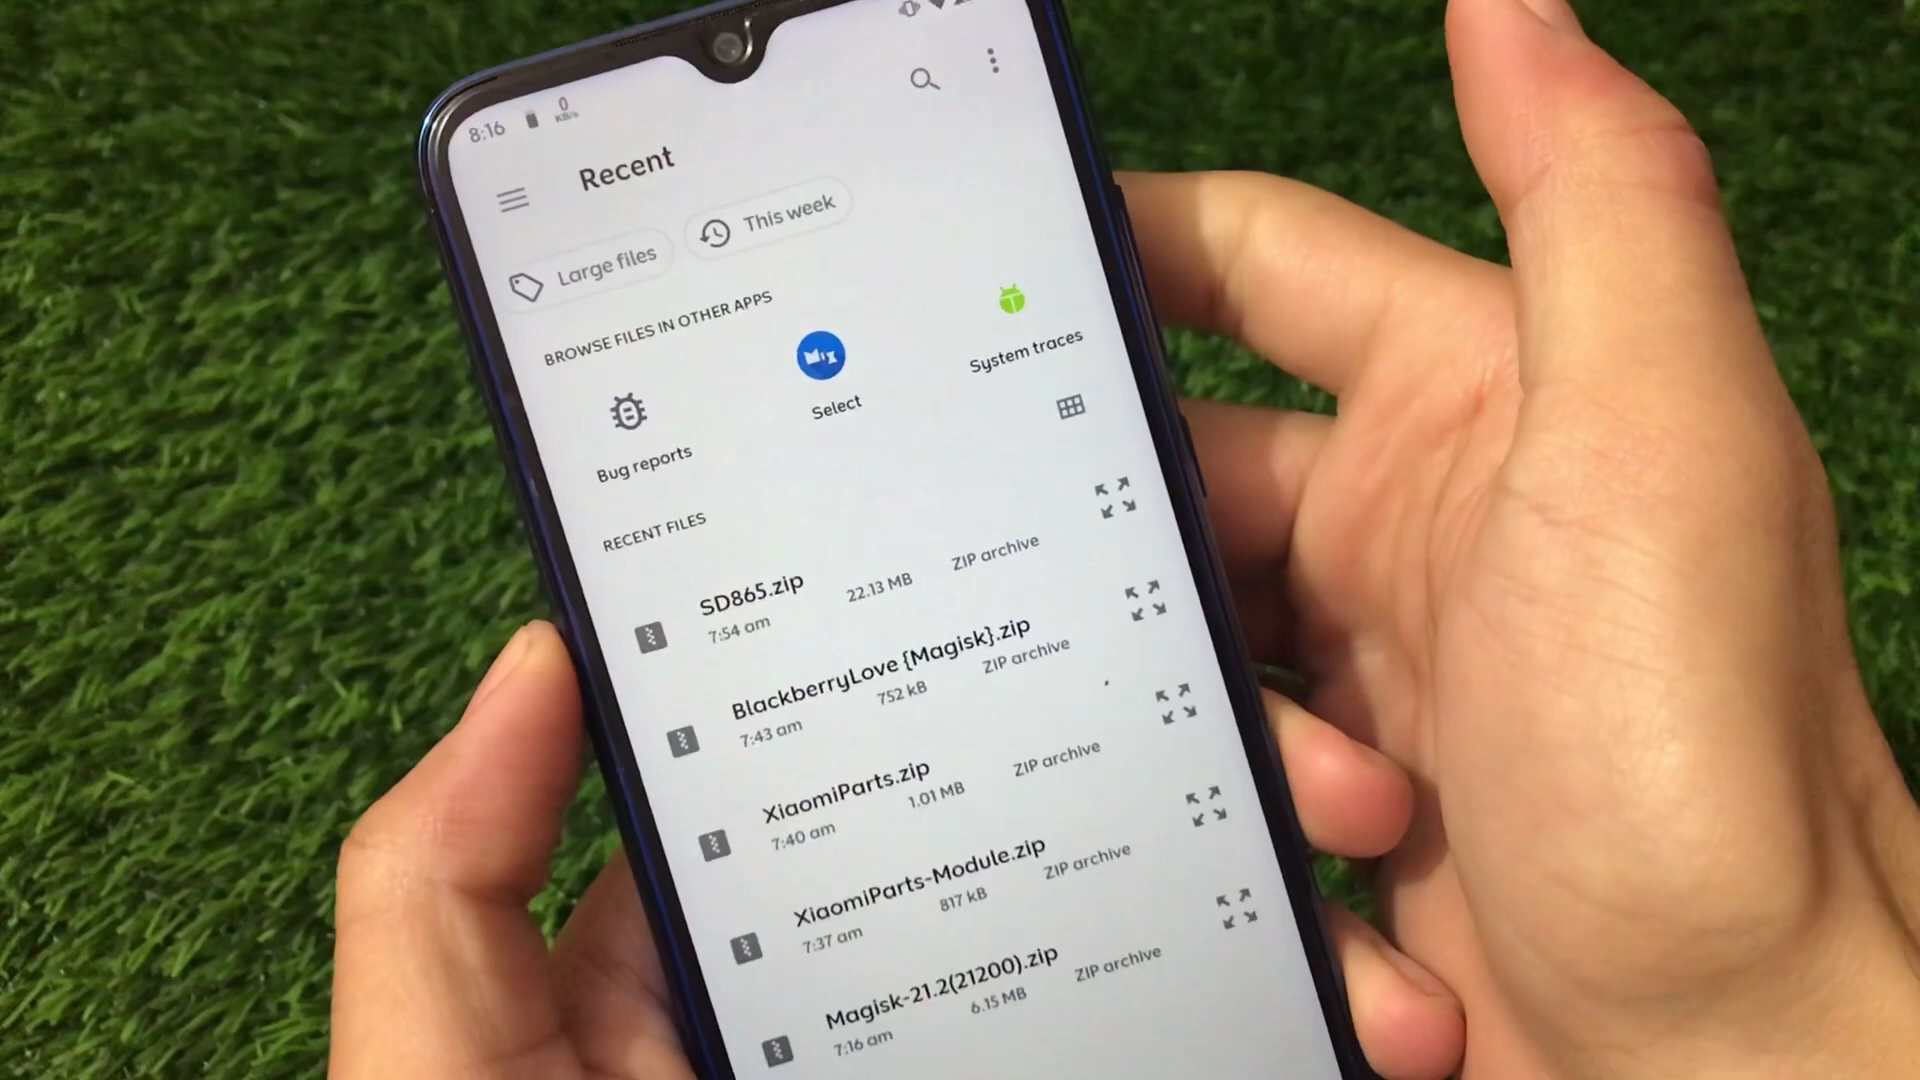 8:16
0
KB/s
Recent
Large files
This week
BROWSE FILES IN OTHER APPS
Bug reports
MiX
Select
System traces
RECENT FILES
SD865.zip
7:54 am 22.13 MB ZIP archive
BlackberryLove {Magisk}.zip
7:43 am 752 kB ZIP archive
XiaomiParts.zip
7:40 am 1.01 MB ZIP archive
XiaomiParts-Module.zip
7:37 am 817 kB ZIP archive
Magisk-21.2(21200).zip
7:16 am 6.15 MB ZIP archive